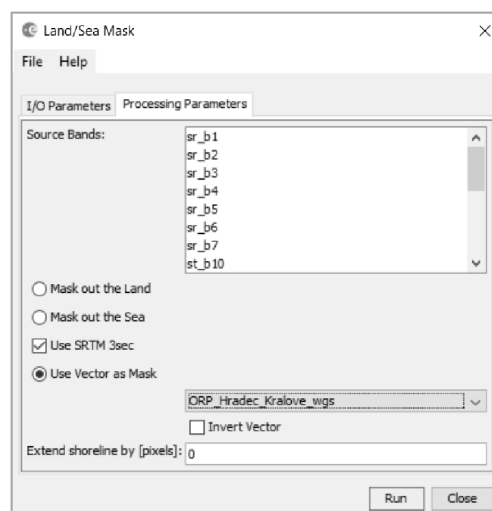 Land/Sea Mask
File Help
I/O Parameters Processing Parameters
Source Bands:
sr_b1
sr_b2
sr_b3
sr_b4
sr_b5
sr_b6
sr_b7
st_b10
Mask out the Land
Mask out the Sea
Use SRTM 3sec
Use Vector as Mask
ORP_Hradec_Kralove_wgs
Invert Vector
Extend shoreline by [pixels]: 0
Run Close